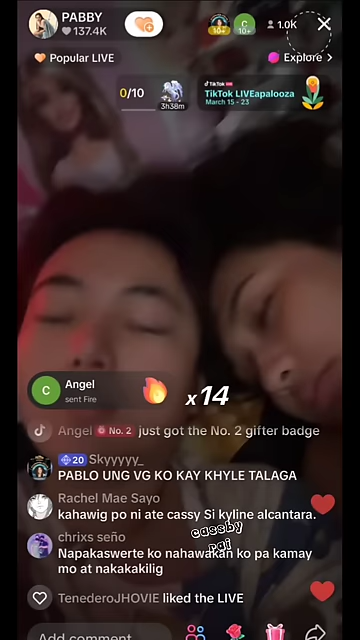 PABBY
137.4K
10+
10+
1.0K
Popular LIVE
Explore >
0/10
3h38m
TikTok
TikTok LIVEapalooza
March 15 - 23
C
Angel
sent Fire
x14
Angel No. 2 just got the No. 2 gifter badge
20 Skyyyyy_
PABLO UNG VG KO KAY KHYLE TALAGA
Rachel Mae Sayo
kahawig po ni ate cassy Si kyline alcantara.
chrixs seño
Napakaswerte ko nahawakan ko pa kamay
mo at nakakakilig
cassby
pai
TenederoJHOVIE liked the LIVE
Add comment